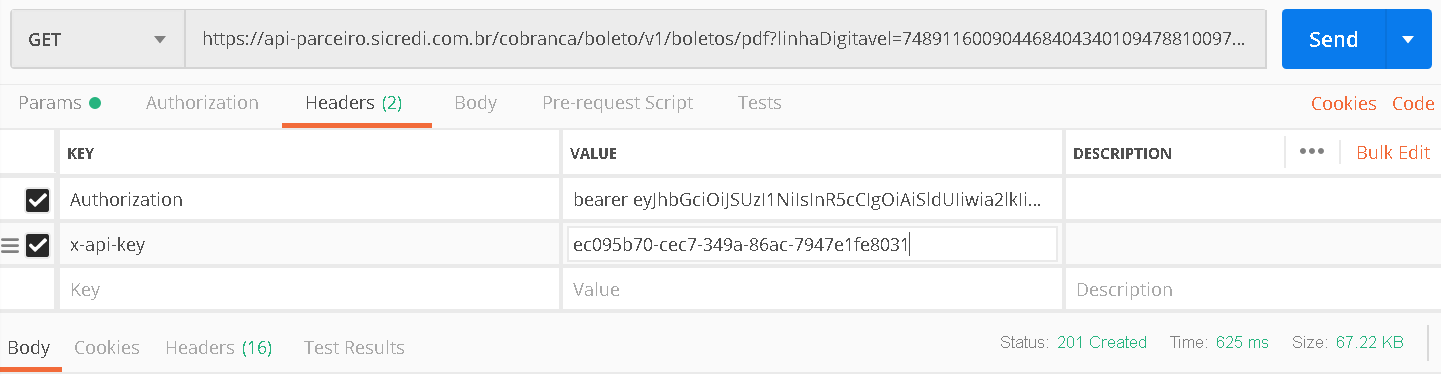 GET https://api-parceiro.sicredi.com.br/cobranca/boleto/v1/boletos/pdf?linhaDigitavel=74891160090446840434010947881009​7... Send
Params Authorization Headers (2) Body Pre-request Script Tests Cookies Code
KEY VALUE DESCRIPTION ••• Bulk Edit
Authorization bearer eyJhbGciOiJSUzI1NiIsInR5cCIgOiAiSldUIiwia2lkIi...
x-api-key ec095b70-cec7-349a-86ac-7947e1fe8031
Key Value Description
Body Cookies Headers (16) Test Results Status: 201 Created Time: 625 ms Size: 67.22 KB